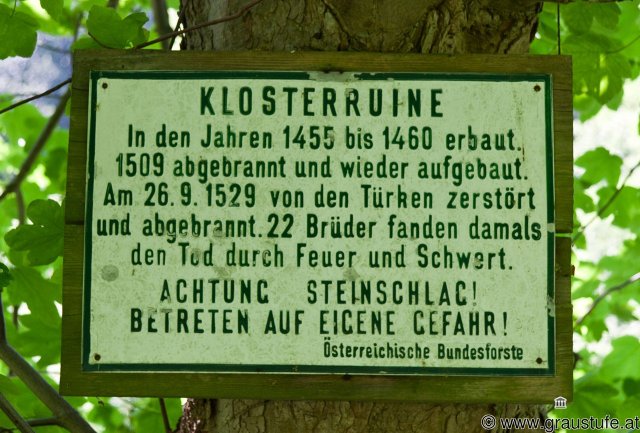 KLOSTERRUINE
In den Jahren 1455 bis 1460 erbaut.
1509 abgebrannt und wieder aufgebaut.
Am 26.9.1529 von den Türken zerstört
und abgebrannt. 22 Brüder fanden damals
den Tod durch Feuer und Schwert.
ACHTUNG STEINSCHLAG!
BETRETEN AUF EIGENE GEFAHR!
Österreichische Bundesforste
© www.graustufe.at